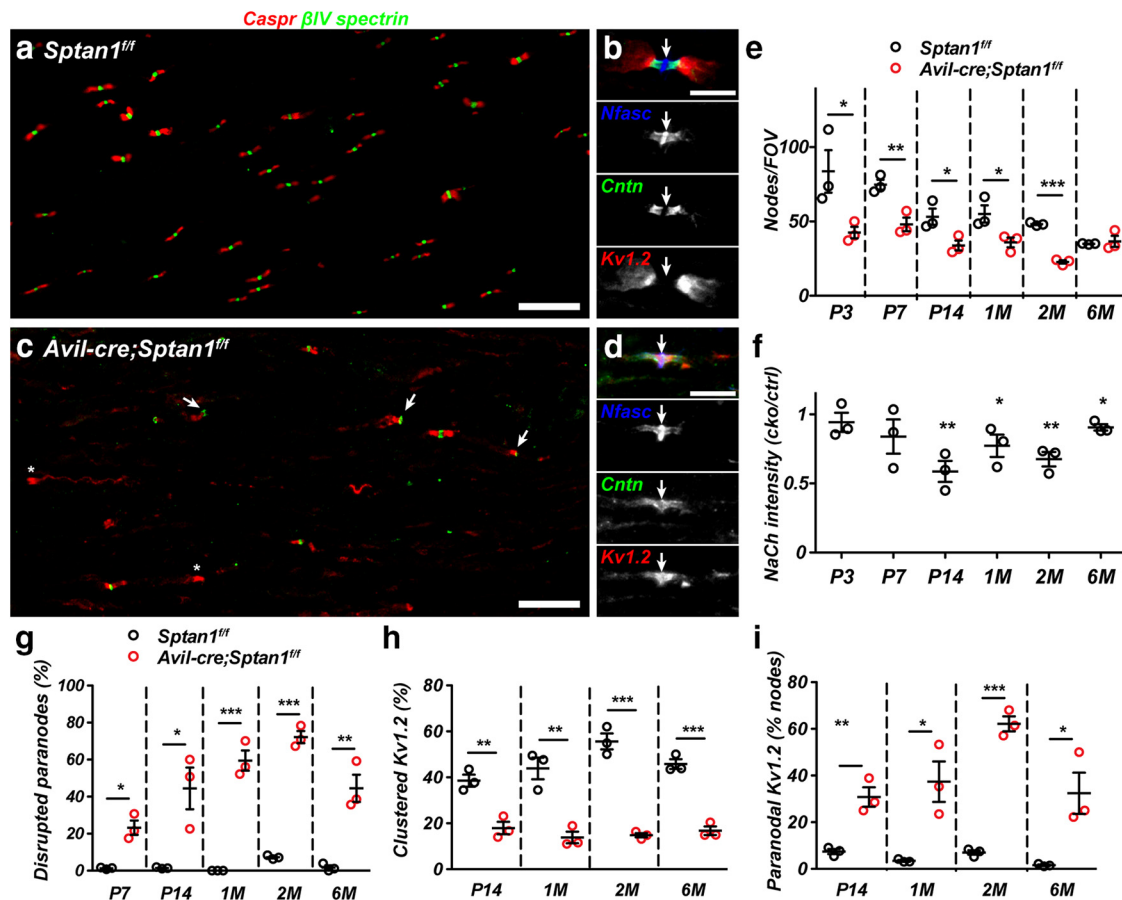 Caspr βIV spectrin
a Sptan1f/f
b
Nfasc
Cntn
Kv1.2
c Avil-cre;Sptan1f/f
*
*
d
Nfasc
Cntn
Kv1.2
e
Sptan1f/f
Avil-cre;Sptan1f/f
Nodes/FOV
100
50
0
* ** * * ***
P3 P7 P14 1M 2M 6M
f
NaCh intensity (cko/ctrl)
1
0.5
0
** * ** *
P3 P7 P14 1M 2M 6M
g
Sptan1f/f
Avil-cre;Sptan1f/f
Disrupted paranodes (%)
100
80
60
40
20
0
* * *** *** **
P7 P14 1M 2M 6M
h
Clustered Kv1.2 (%)
80
60
40
20
0
** ** *** ***
P14 1M 2M 6M
i
Paranodal Kv1.2 (% nodes)
80
60
40
20
0
** * *** *
P14 1M 2M 6M